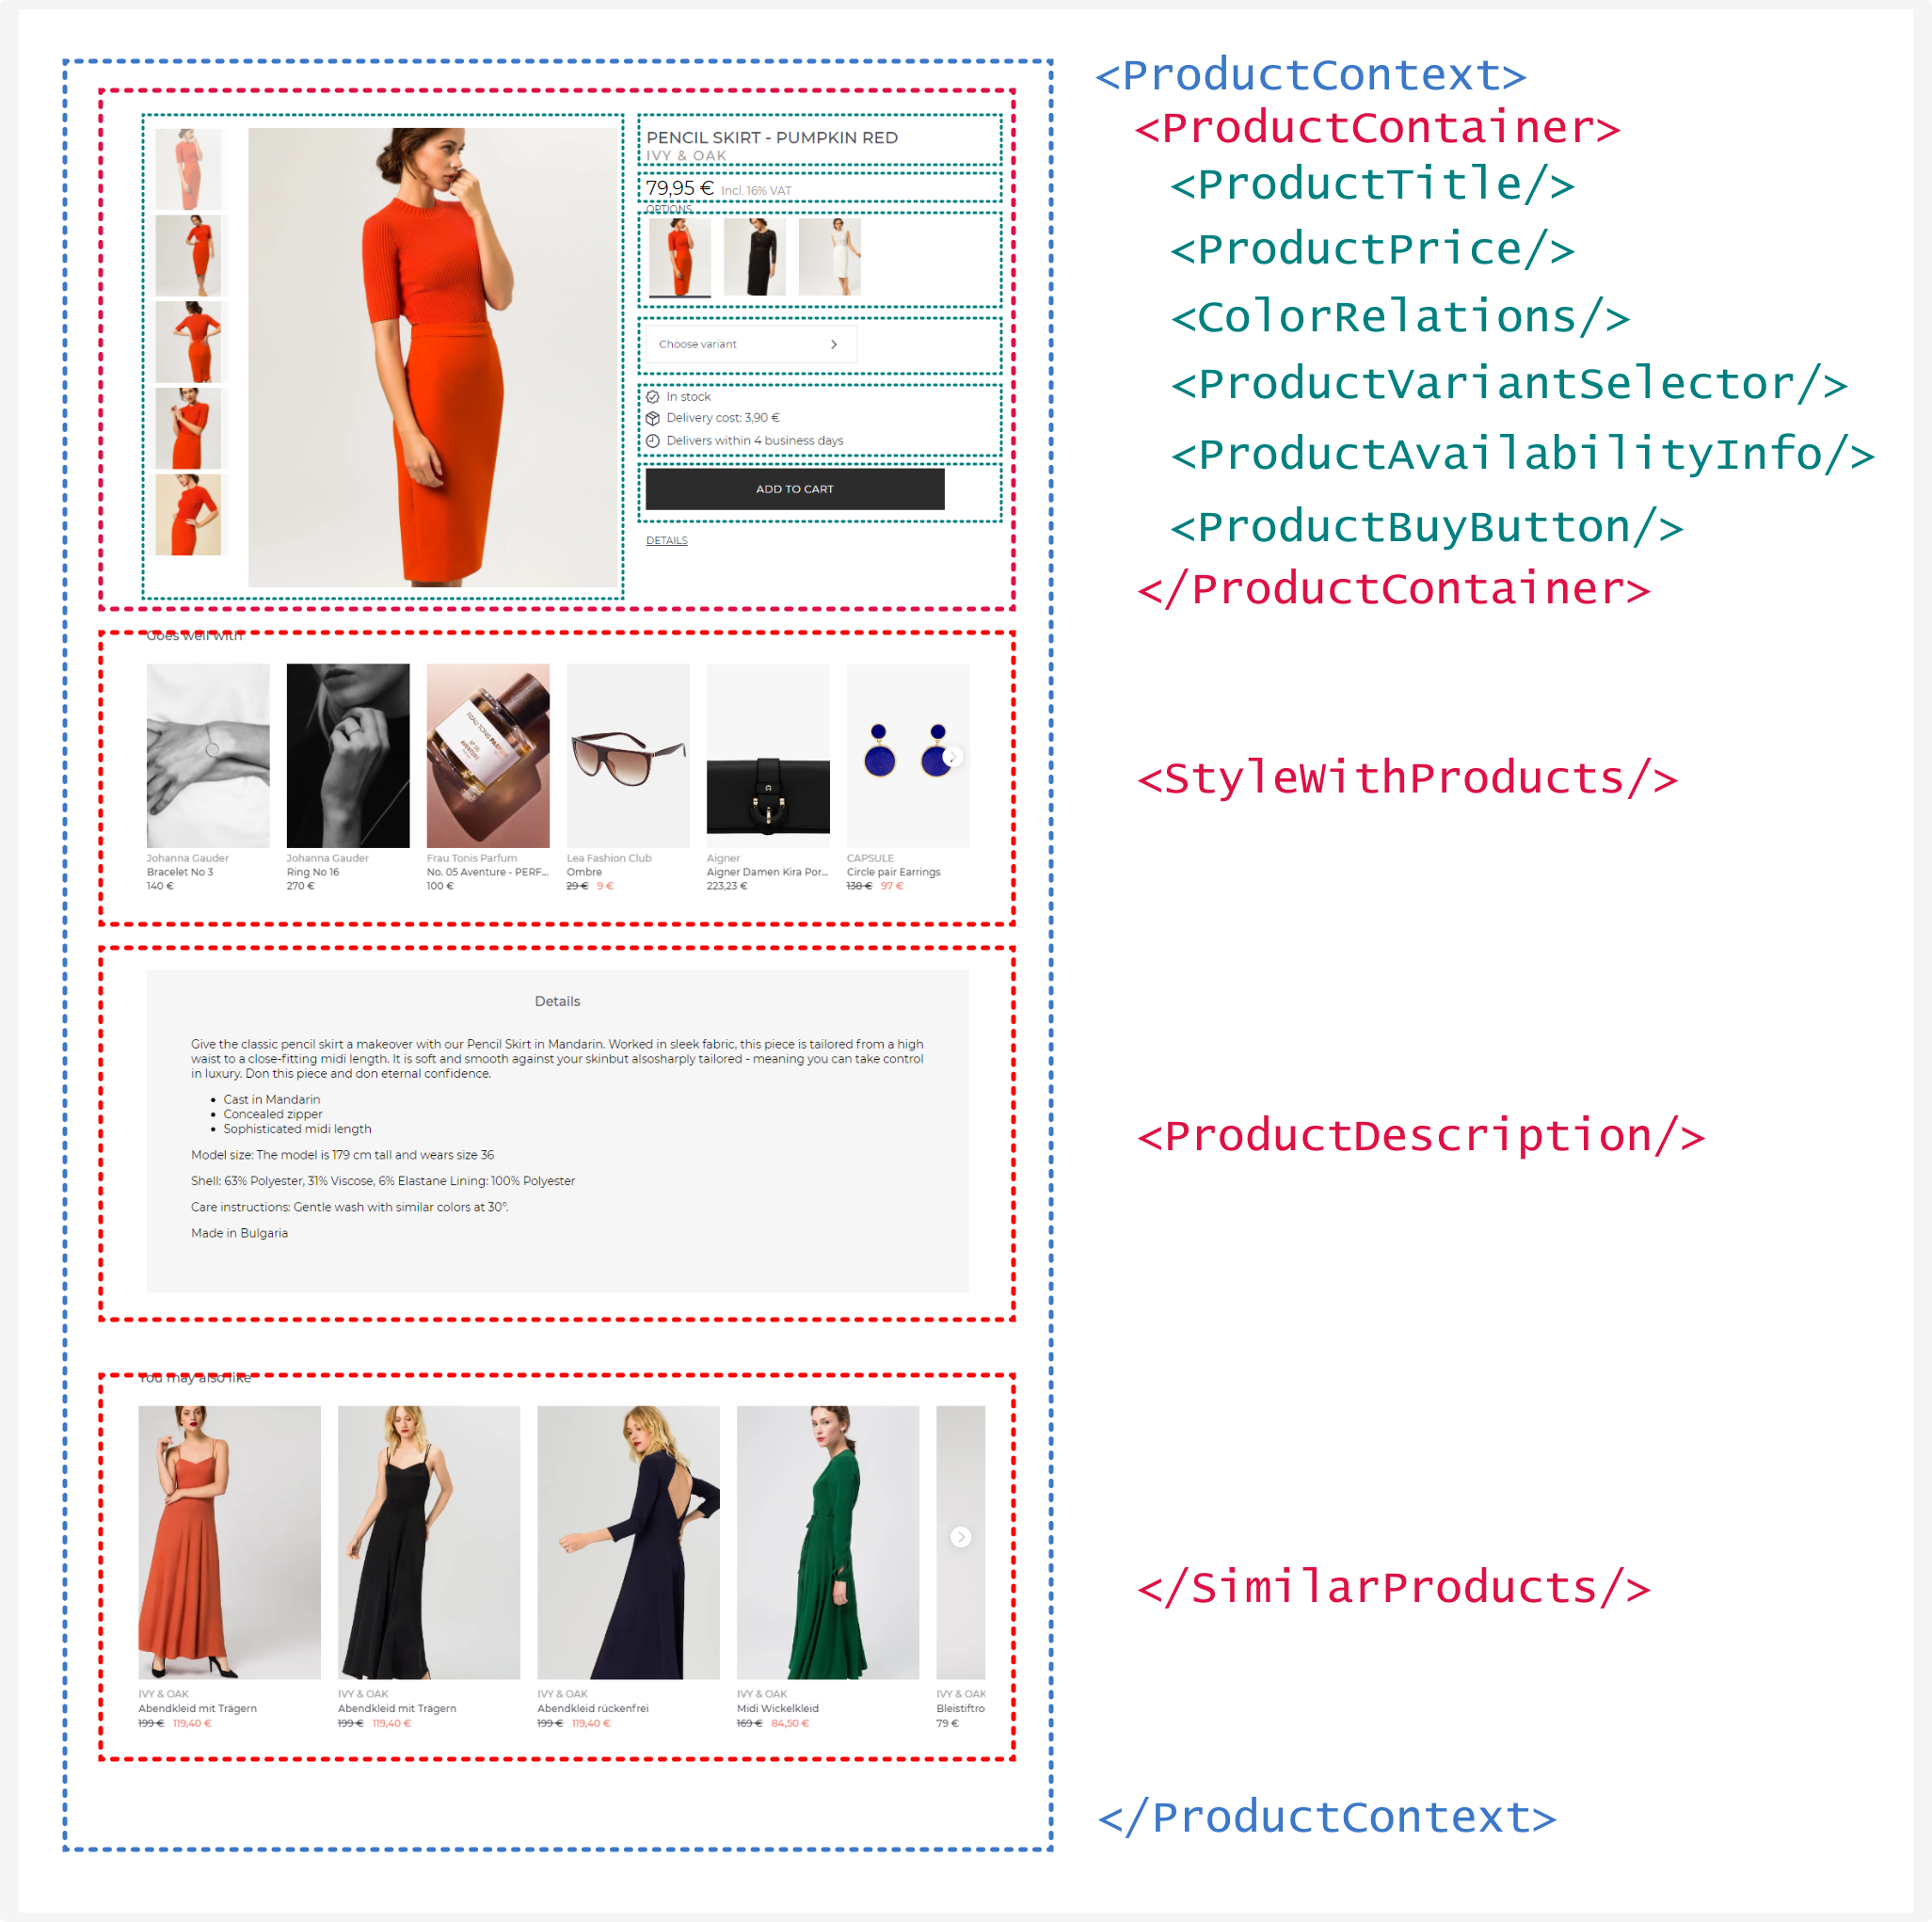 <ProductContext>
<ProductContainer>
PENCIL SKIRT - PUMPKIN RED
IVY & OAK
<ProductTitle/>
79,95 € Incl. 16% VAT
<ProductPrice/>
OPTIONS
<ColorRelations/>
Choose variant
<ProductVariantSelector/>
In stock
Delivery cost: 3,90 €
Delivers within 4 business days
<ProductAvailabilityInfo/>
ADD TO CART
<ProductBuyButton/>
DETAILS
</ProductContainer>
Goes well with
FRAU TONIS PARFUM
Nº 05
AVENTURE
<StyleWithProducts/>
Johanna Gauder
Bracelet No 3
140 €
Johanna Gauder
Ring No 16
270 €
Frau Tonis Parfum
No. 05 Aventure - PERF...
100 €
Lea Fashion Club
Ombre
29 € 9 €
Aigner
Aigner Damen Kira Por...
223,23 €
CAPSULE
Circle pair Earrings
138 € 97 €
Details
Give the classic pencil skirt a makeover with our Pencil Skirt in Mandarin. Worked in sleek fabric, this piece is tailored from a high
waist to a close-fitting midi length. It is soft and smooth against your skinbut alsosharply tailored - meaning you can take control
in luxury. Don this piece and don eternal confidence.
• Cast in Mandarin
• Concealed zipper
• Sophisticated midi length
<ProductDescription/>
Model size: The model is 179 cm tall and wears size 36
Shell: 63% Polyester, 31% Viscose, 6% Elastane Lining: 100% Polyester
Care instructions: Gentle wash with similar colors at 30°.
Made in Bulgaria
You may also like
</SimilarProducts/>
IVY & OAK
Abendkleid mit Trägern
199 € 119,40 €
IVY & OAK
Abendkleid mit Trägern
199 € 119,40 €
IVY & OAK
Abendkleid rückenfrei
199 € 119,40 €
IVY & OAK
Midi Wickelkleid
169 € 84,50 €
IVY & OAK
Bleistiftro
79 €
</ProductContext>